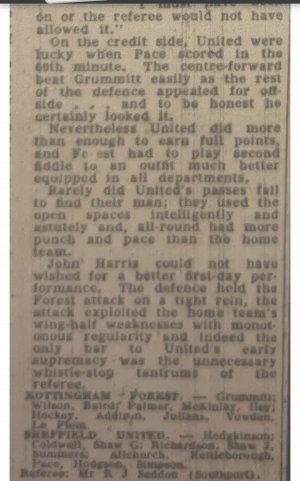 I must have been
on or the referee would not have
allowed it."
On the credit side, United were
lucky when Pace scored in the
69th minute. The centre-forward
beat Grummitt easily as the rest
of the defence appealed for off-
side . . . and to be honest he
certainly looked it.
Nevertheless United did more
than enough to earn full points,
and Fo est had to play second
fiddle to an outfit much better
equipped in all departments.
Rarely did United's passes fail
to find their man; they used the
open spaces intelligently and
astutely and, all-round had more
punch and pace than the home
team.
John Harris could not have
wished for a better first-day per-
formance. The defence held the
Forest attack on a tight rein, the
attack exploited the home team's
wing-half weaknesses with monot-
onous regularity and indeed the
only bar to United's early
supremacy was the unnecessary
whistle-stop tantrums of the
referee.
NOTTINGHAM FOREST. — Grummitt;
Wilson, Baird; Palmer, McKinlay, Iley;
Hockey, Addison, Julians, Vowden,
Le Flem.
SHEFFIELD UNITED. — Hodgkinson;
Coldwell, Shaw G; Richardson, Shaw J,
Summers; Allchurch, Kettleborough,
Pace, Hodgson, Simpson.
Referee: Mr R J Seddon (Southport).